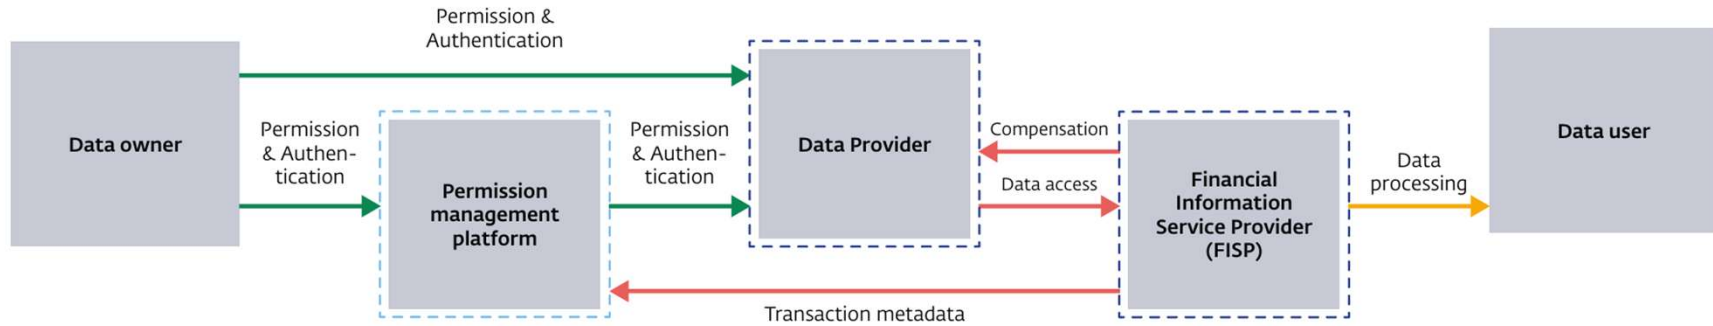 Permission &
Authentication
Data owner
Permission
& Authen-
tication
Permission
management
platform
Permission
& Authen-
tication
Data Provider
Compensation
Data access
Financial
Information
Service Provider
(FISP)
Data
processing
Data user
Transaction metadata